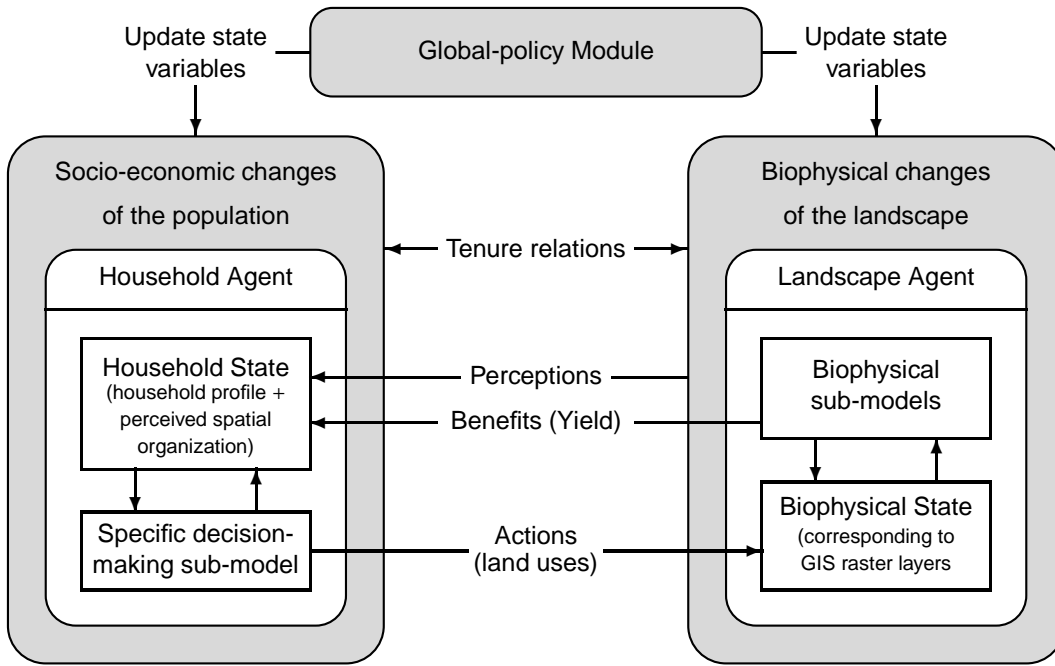 Update state
variables
Global-policy Module
Update state
variables
Socio-economic changes
of the population
Household Agent
Household State
(household profile +
perceived spatial
organization)
Specific decision-
making sub-model
Tenure relations
Perceptions
Benefits (Yield)
Actions
(land uses)
Biophysical changes
of the landscape
Landscape Agent
Biophysical
sub-models
Biophysical State
(corresponding to
GIS raster layers